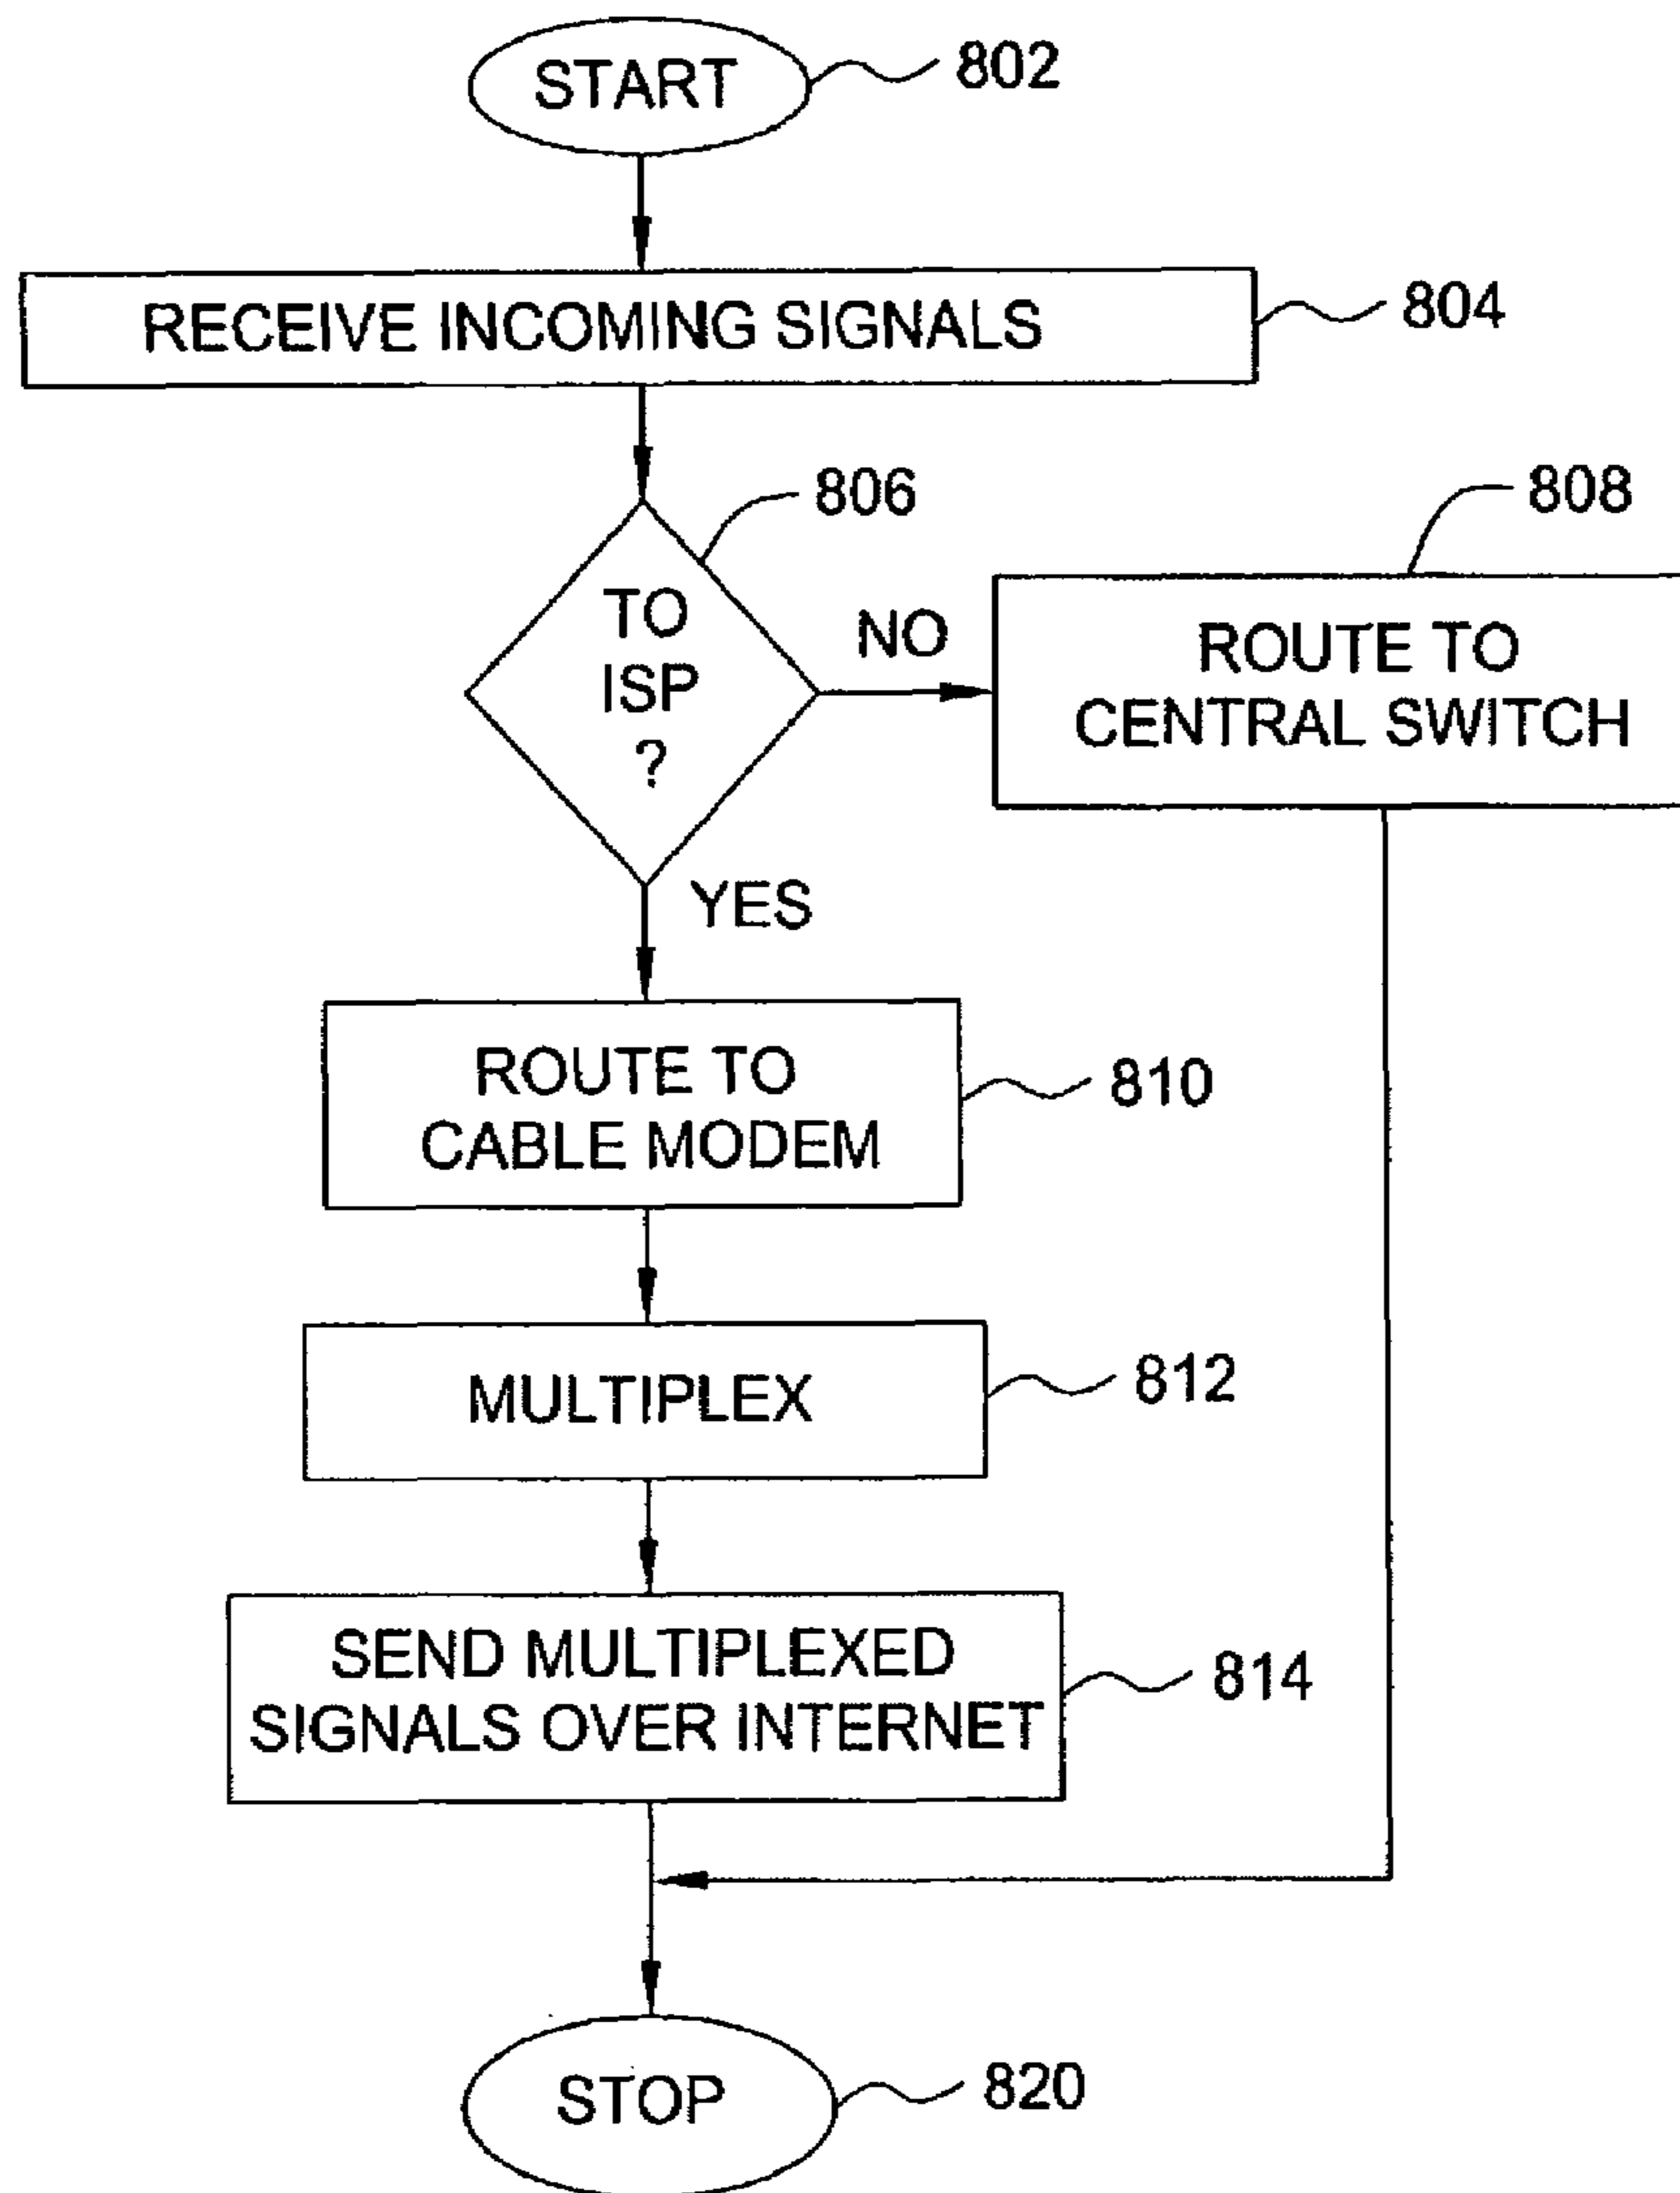 START
802
RECEIVE INCOMING SIGNALS
804
806
TO
ISP
?
NO
808
ROUTE TO
CENTRAL SWITCH
YES
ROUTE TO
CABLE MODEM
810
MULTIPLEX
812
SEND MULTIPLEXED
SIGNALS OVER INTERNET
814
STOP
820